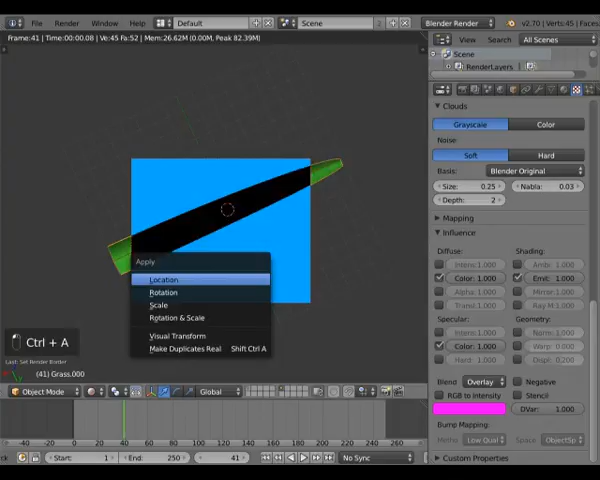 File Render Window Help Default Scene Blender Render v2.70 | Verts:45 | Faces:
Frame:41 | Time:00:00.08 | Ve:45 Fa:52 | Mem:26.62M (0.00M, Peak 82.39M)
View Search All Scenes
Scene
RenderLayers
Clouds
Grayscale Color
Noise:
Soft Hard
Basis: Blender Original
Size: 0.25 Nabla: 0.03
Depth: 2
Mapping
Influence
Diffuse: Shading:
Intens: 1.000 Ambi: 1.000
Color: 1.000 Emit: 1.000
Alpha: 1.000 Mirror: 1.000
Trans: 1.000 Ray M: 1.000
Specular: Geometry:
Intens: 1.000 Norm: 1.000
Color: 1.000 Warp: 0.000
Hard: 1.000 Displ: 0.200
Blend Overlay Negative
RGB to Intensity Stencil
DVar: 1.000
Bump Mapping:
Meth: Low Qual Space ObjectSp
Custom Properties
Apply
Location
Rotation
Scale
Rotation & Scale
Visual Transform
Make Duplicates Real Shift Ctrl A
Ctrl + A
Last: Set Render Border
(41) Grass.000
Object Mode Global
-40 -20 0 20 40 60 80 100 120 140 160 180 200 220 240 260
Start: 1 End: 250 41 No Sync